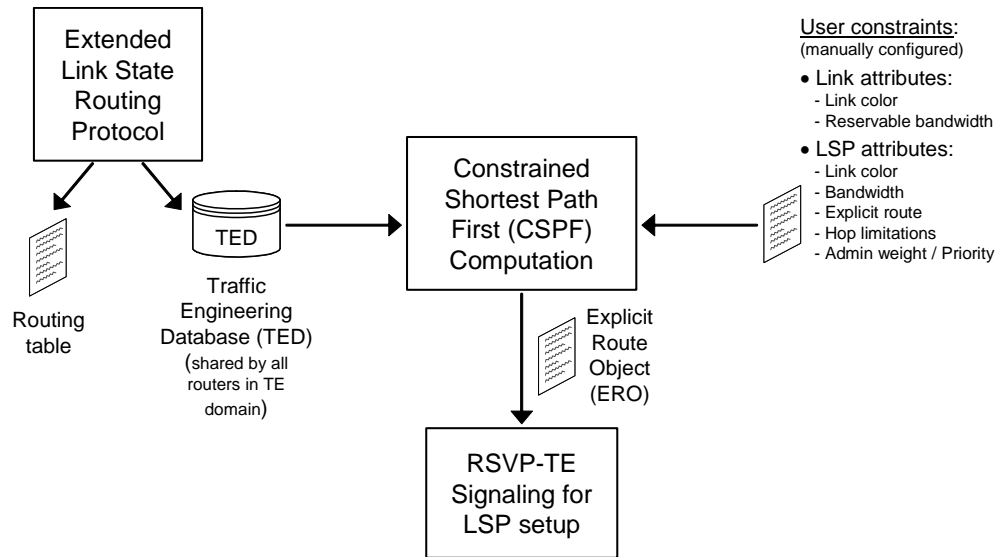 Extended
Link State
Routing
Protocol
Routing
table
TED
Traffic
Engineering
Database (TED)
(shared by all
routers in TE
domain)
Constrained
Shortest Path
First (CSPF)
Computation
User constraints:
(manually configured)
• Link attributes:
- Link color
- Reservable bandwidth
• LSP attributes:
- Link color
- Bandwidth
- Explicit route
- Hop limitations
- Admin weight / Priority
Explicit
Route
Object
(ERO)
RSVP-TE
Signaling for
LSP setup